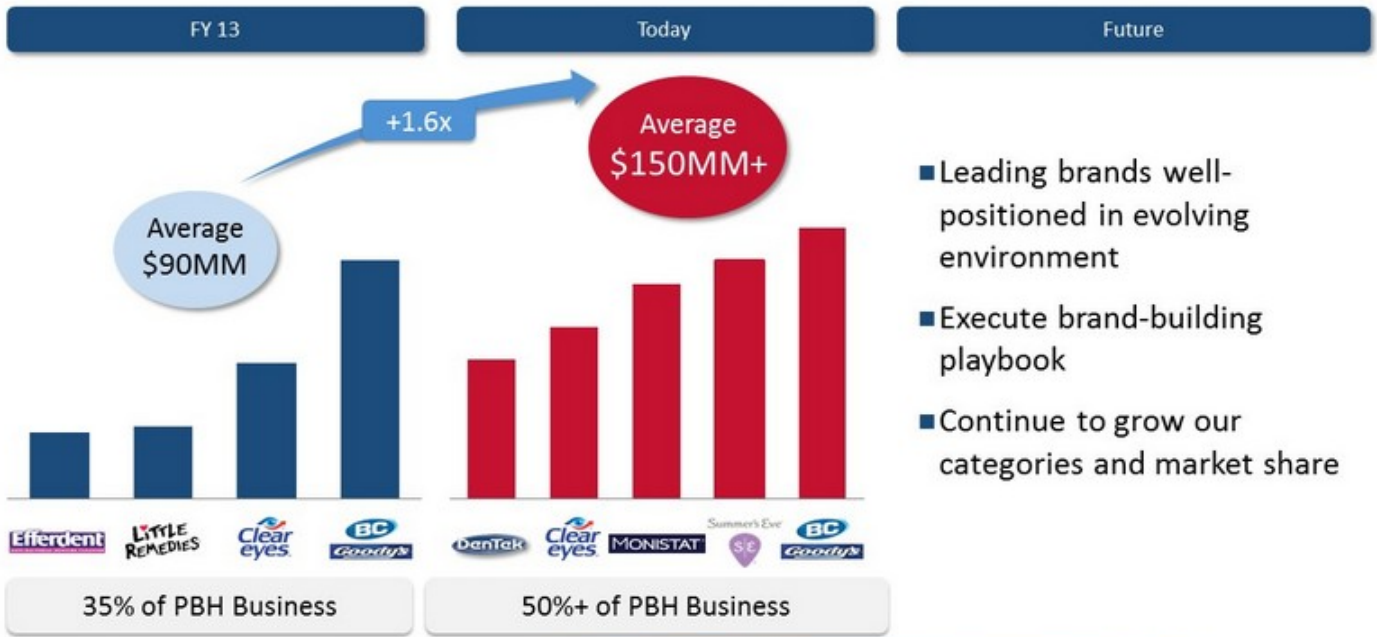 FY 13
Today
Future
+1.6x
Average
$90MM
Average
$150MM+
Leading brands well-
positioned in evolving
environment
Execute brand-building
playbook
Continue to grow our
categories and market share
Efferdent
LiTTLE
REMEDIES
Clear
eyes
BC
Goody's
DenTek
Clear
eyes
MONISTAT
Summer's Eve
S E
BC
Goody's
35% of PBH Business
50%+ of PBH Business